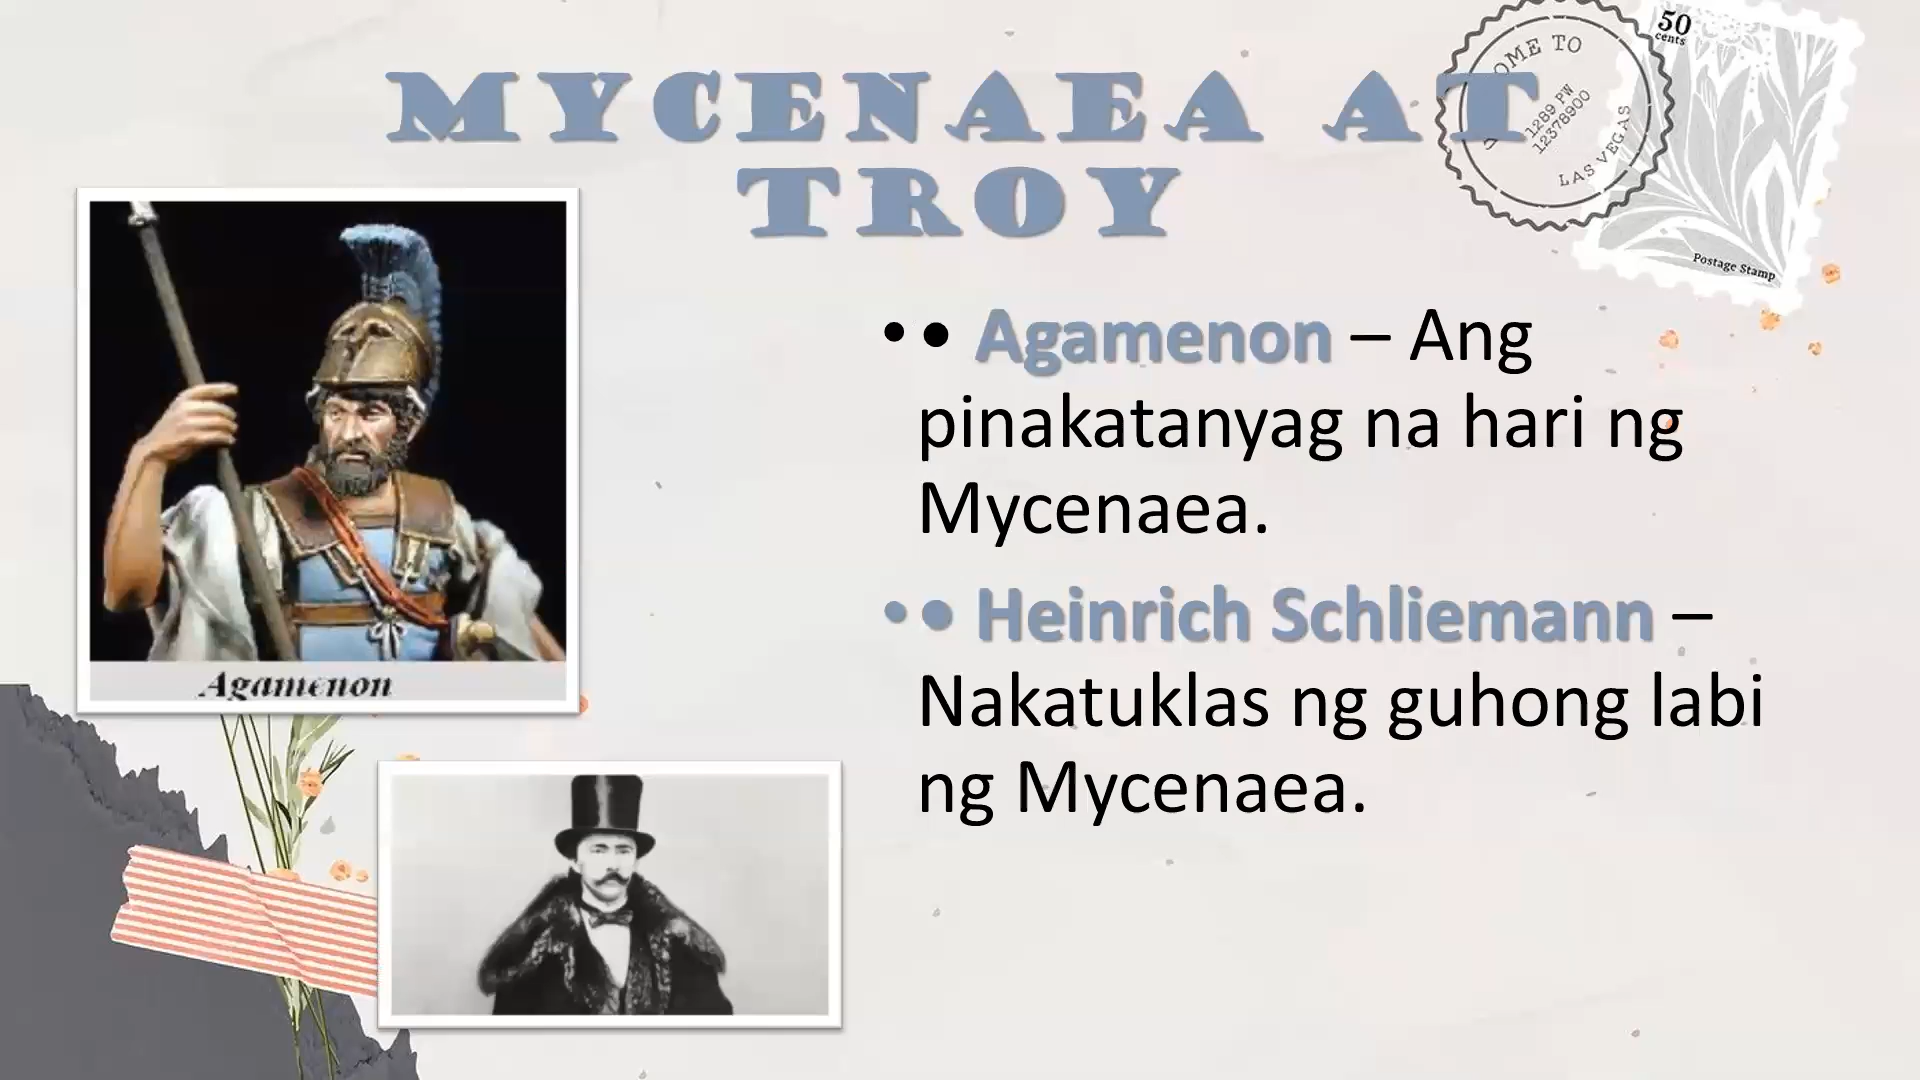 MYCENAEA AT
TROY
50
cents
OME TO
1289 PW
12378900
LAS VEGAS
Postage Stamp
• • Agamenon – Ang
pinakatanyag na hari ng
Mycenaea.
• • Heinrich Schliemann –
Nakatuklas ng guhong labi
ng Mycenaea.
Agamenon